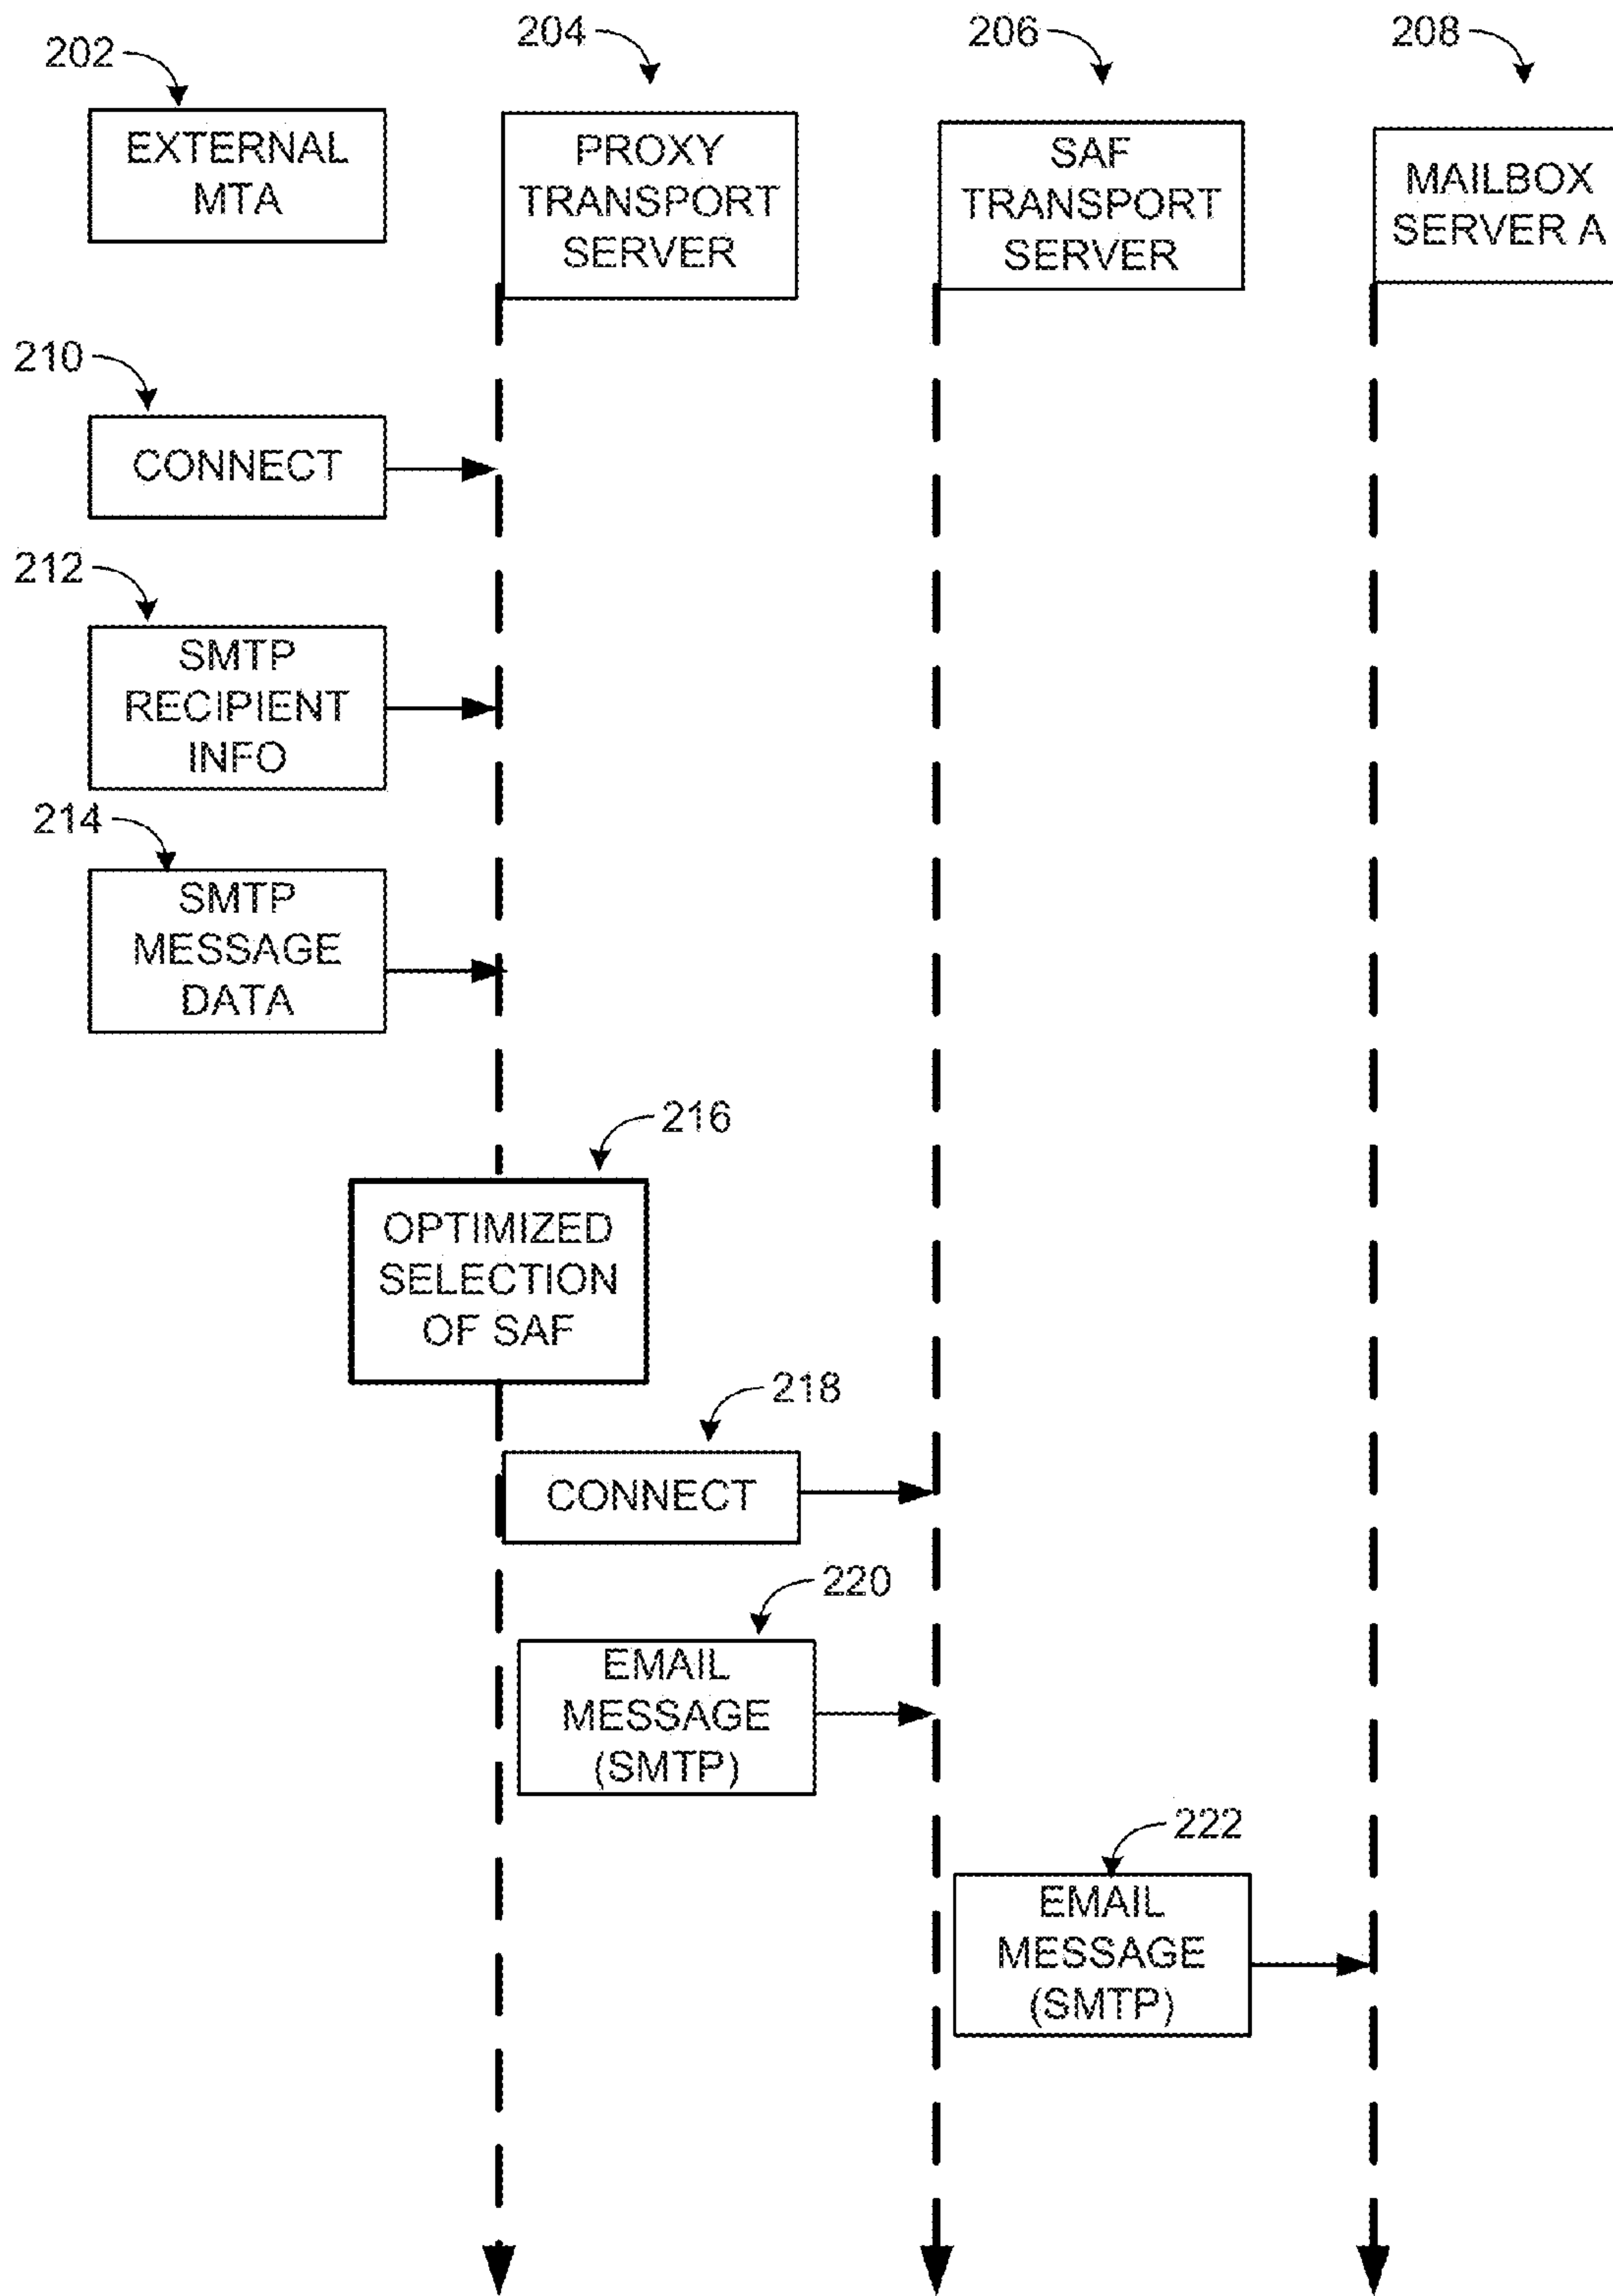 202
204
206
208
EXTERNAL
MTA
PROXY
TRANSPORT
SERVER
SAF
TRANSPORT
SERVER
MAILBOX
SERVER A
210
CONNECT
212
SMTP
RECIPIENT
INFO
214
SMTP
MESSAGE
DATA
216
OPTIMIZED
SELECTION
OF SAF
218
CONNECT
220
EMAIL
MESSAGE
(SMTP)
222
EMAIL
MESSAGE
(SMTP)